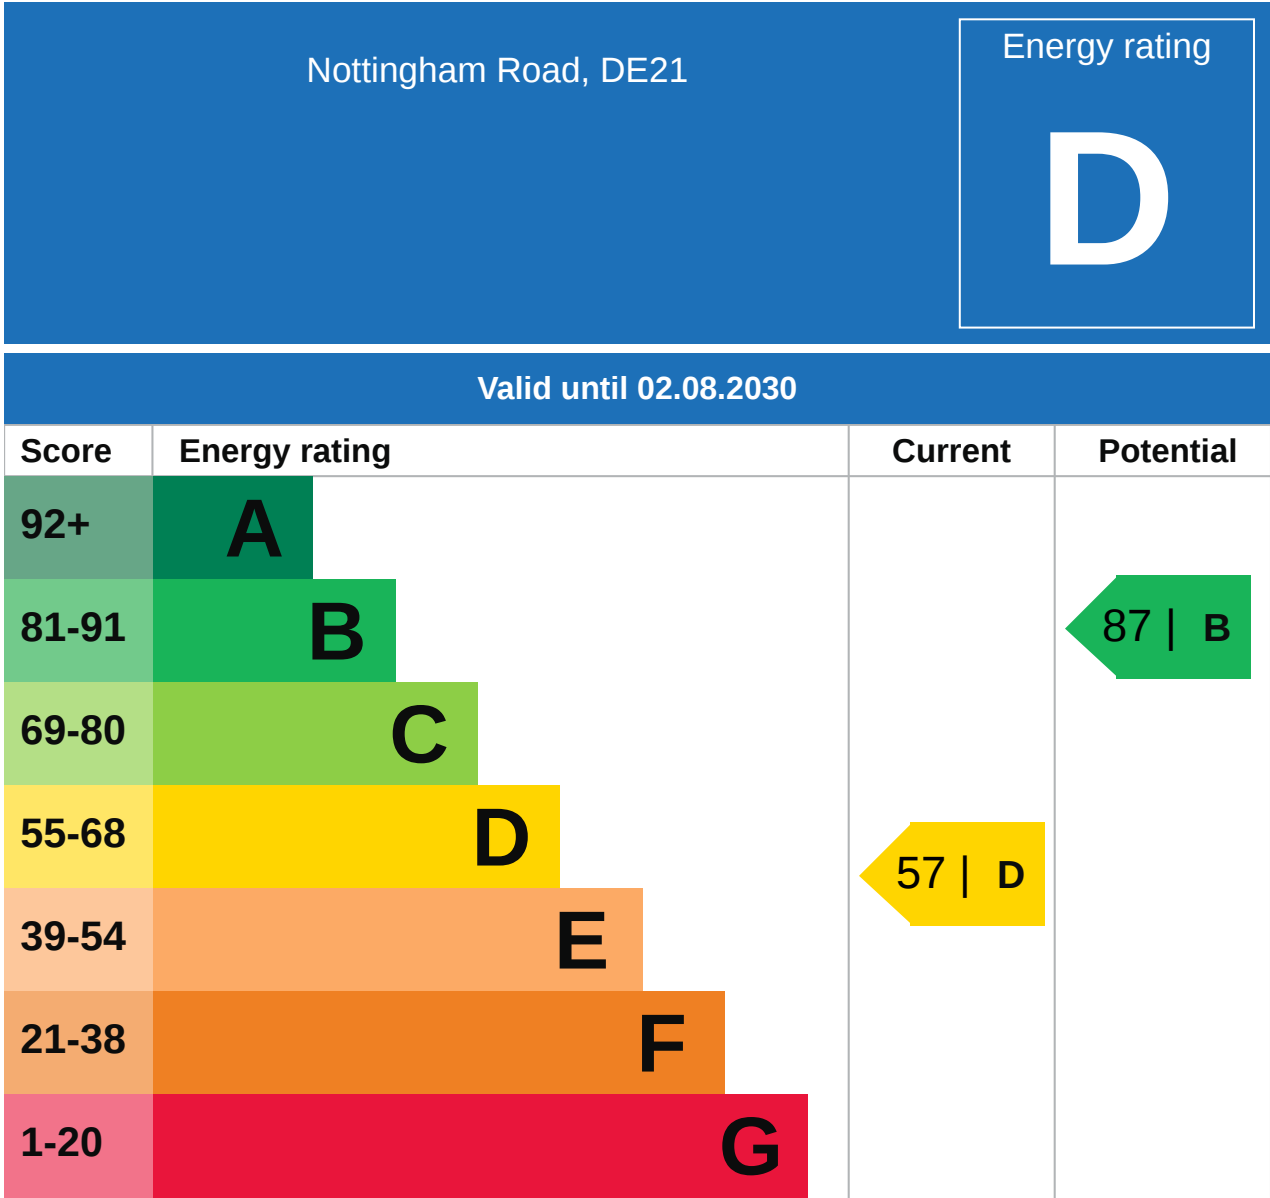 Nottingham Road, DE21
Energy rating
D
Valid until 02.08.2030
Score Energy rating Current Potential
92+ A
81-91 B 87 | B
69-80 C
55-68 D 57 | D
39-54 E
21-38 F
1-20 G